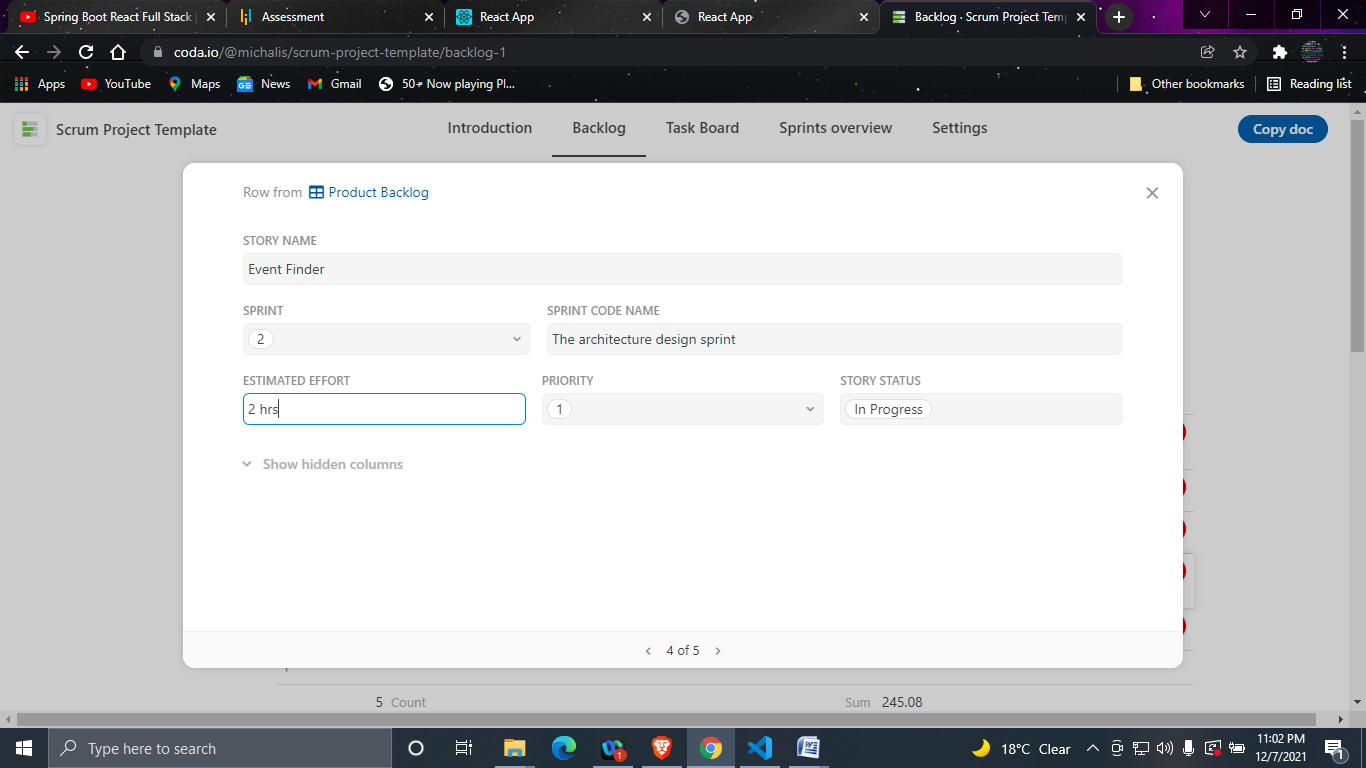 Spring Boot React Full Stack
Assessment
React App
React App
Backlog · Scrum Project Temp
coda.io/@michalis/scrum-project-template/backlog-1
Apps
YouTube
Maps
News
Gmail
50+ Now playing Pl...
Other bookmarks
Reading list
Scrum Project Template
Introduction
Backlog
Task Board
Sprints overview
Settings
Copy doc
Row from Product Backlog
STORY NAME
Event Finder
SPRINT
SPRINT CODE NAME
2
The architecture design sprint
ESTIMATED EFFORT
PRIORITY
STORY STATUS
2 hrs
1
In Progress
Show hidden columns
4 of 5
5 Count
Sum 245.08
Type here to search
1
18°C Clear
11:02 PM
12/7/2021
1